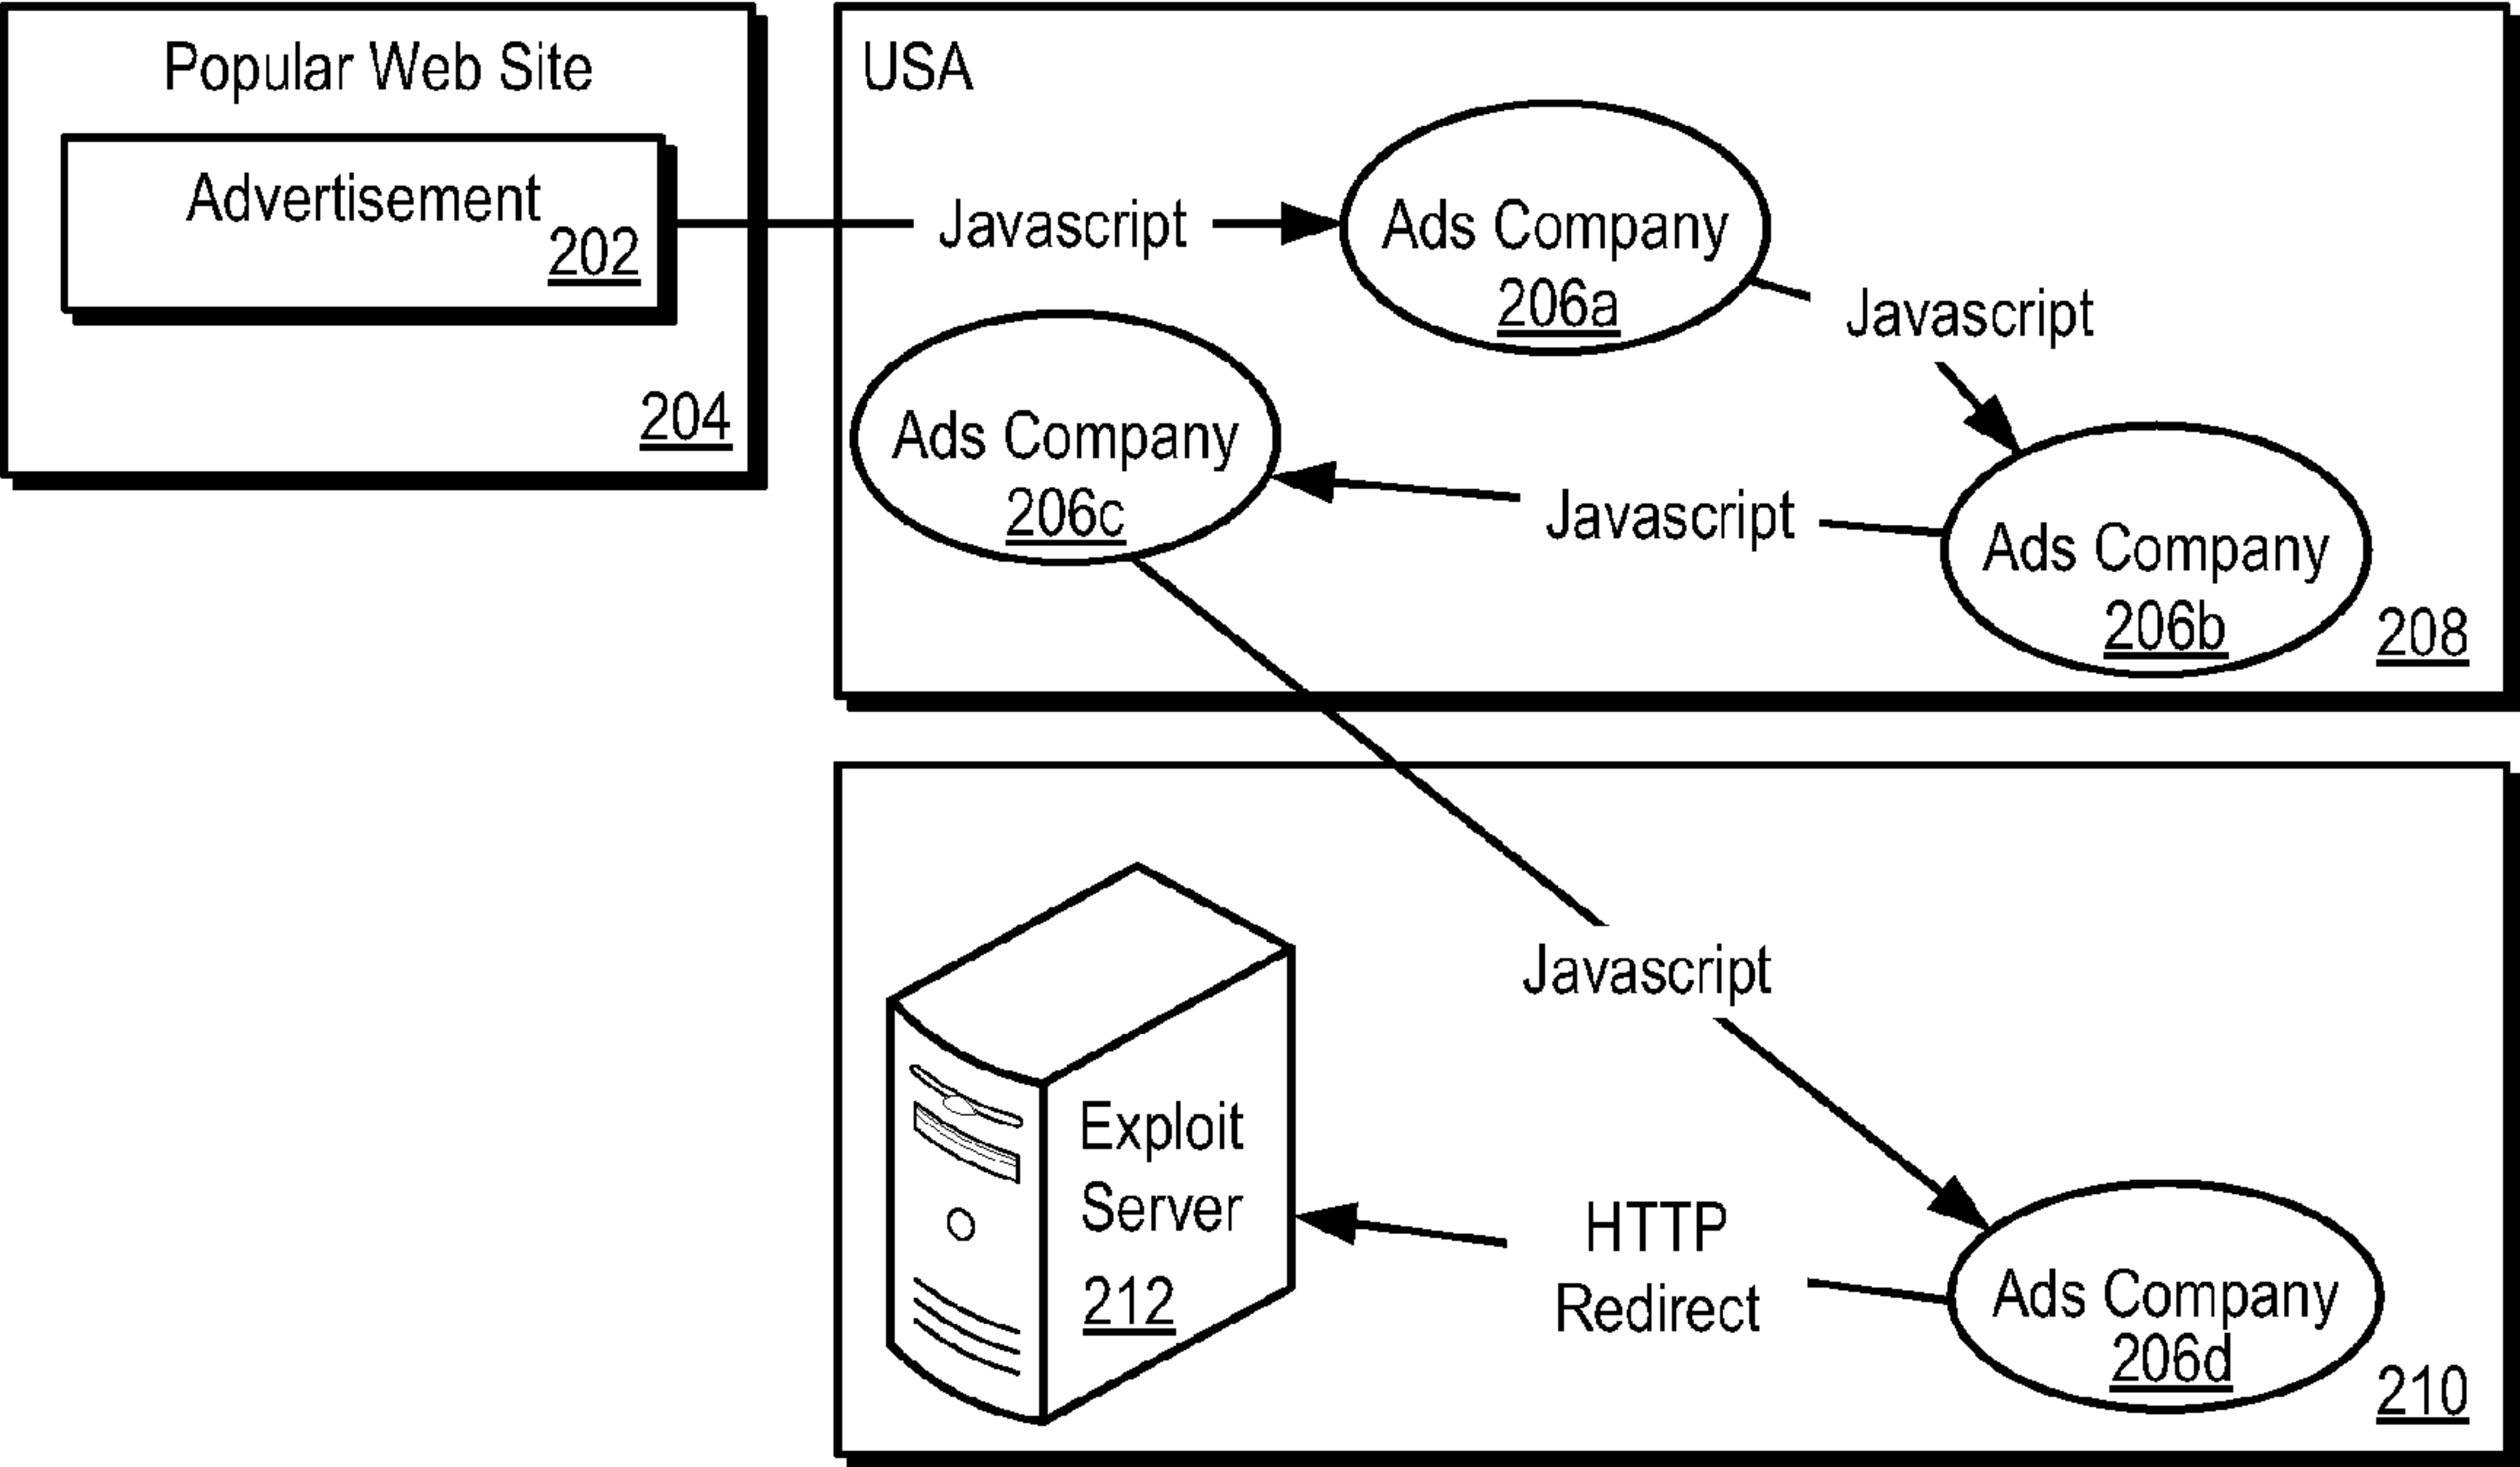 Popular Web Site
Advertisement
202
204
USA
Javascript
Ads Company
206a
Javascript
Ads Company
206b
Javascript
Ads Company
206c
208
Javascript
Ads Company
206d
HTTP
Redirect
Exploit
Server
212
210